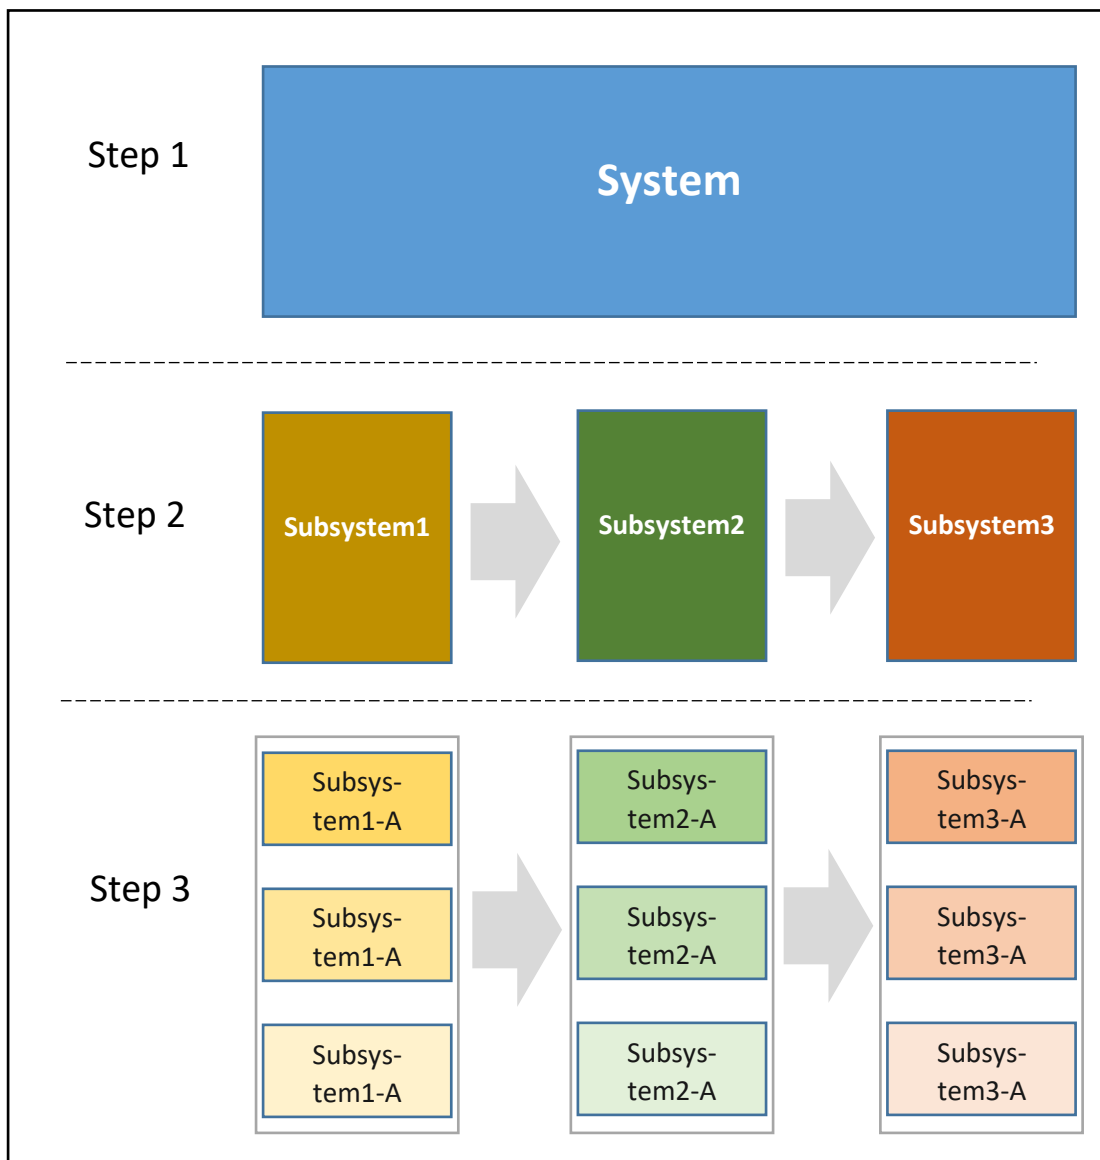 Step 1
System
Step 2
Subsystem1
Subsystem2
Subsystem3
Step 3
Subsys-
tem1-A
Subsys-
tem2-A
Subsys-
tem3-A
Subsys-
tem1-A
Subsys-
tem2-A
Subsys-
tem3-A
Subsys-
tem1-A
Subsys-
tem2-A
Subsys-
tem3-A